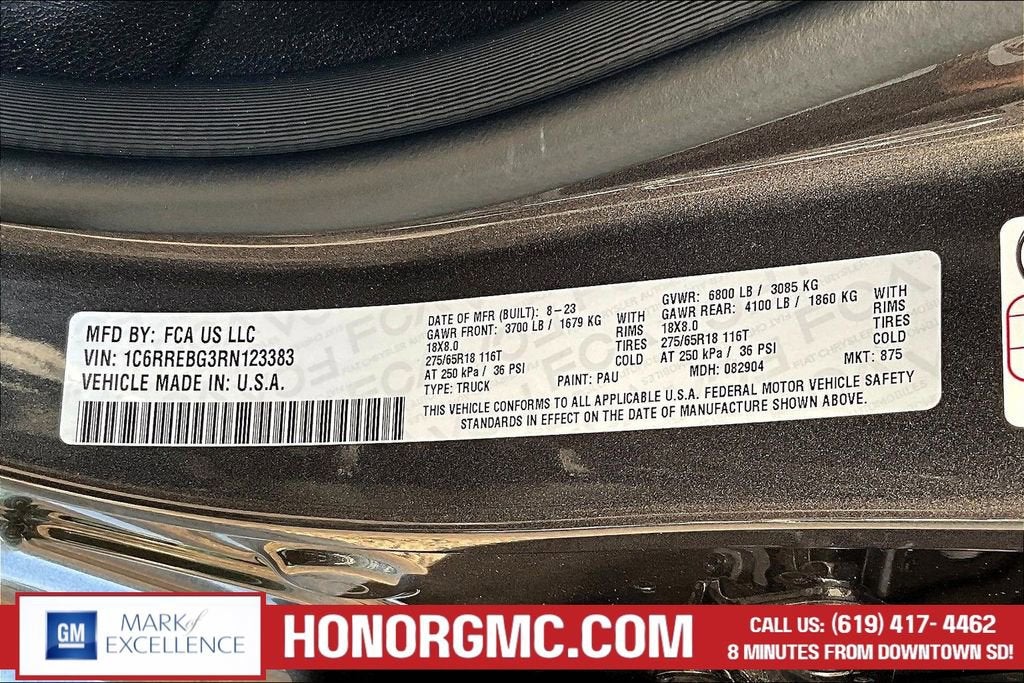 MFD BY: FCA US LLC
VIN: 1C6RREBG3RN123383
VEHICLE MADE IN: U.S.A.
DATE OF MFR (BUILT): 8-23
GAWR FRONT: 3700 LB / 1679 KG WITH
18X8.0 RIMS
275/65R18 116T TIRES
AT 250 kPa / 36 PSI COLD
TYPE: TRUCK PAINT: PAU
GVWR: 6800 LB / 3085 KG
GAWR REAR: 4100 LB / 1860 KG WITH
18X8.0 RIMS
275/65R18 116T TIRES
AT 250 kPa / 36 PSI COLD
MDH: 082904 MKT: 875
THIS VEHICLE CONFORMS TO ALL APPLICABLE U.S.A. FEDERAL MOTOR VEHICLE SAFETY
STANDARDS IN EFFECT ON THE DATE OF MANUFACTURE SHOWN ABOVE.
GM
MARK of
EXCELLENCE
HONORGMC.COM
CALL US: (619) 417- 4462
8 MINUTES FROM DOWNTOWN SD!